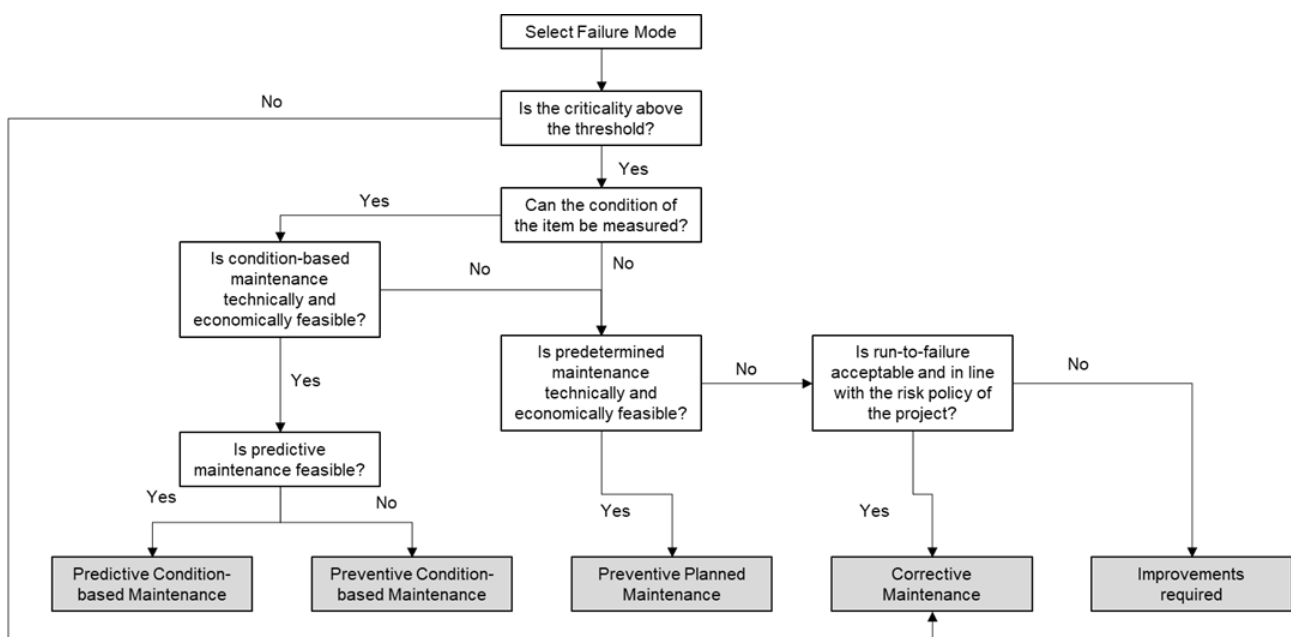 Select Failure Mode
No
Is the criticality above
the threshold?
Yes
Yes
Can the condition of
the item be measured?
Is condition-based
maintenance
technically and
economically feasible?
No
No
Is predetermined
maintenance
technically and
economically feasible?
No
Is run-to-failure
acceptable and in line
with the risk policy of
the project?
No
Yes
Is predictive
maintenance feasible?
Yes
No
Yes
Yes
Predictive Condition-
based Maintenance
Preventive Condition-
based Maintenance
Preventive Planned
Maintenance
Corrective
Maintenance
Improvements
required